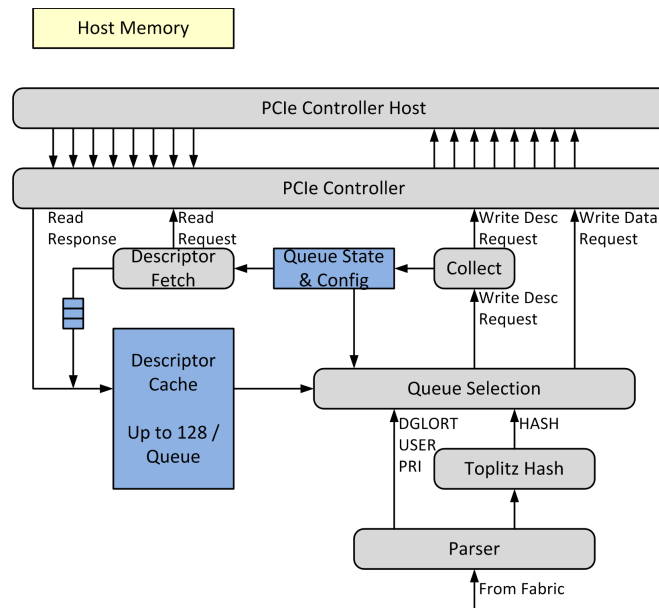 Host Memory
PCIe Controller Host
PCIe Controller
Read
Response
Read
Request
Write Desc
Request
Write Data
Request
Descriptor
Fetch
Queue State
& Config
Collect
Write Desc
Request
Descriptor
Cache
Up to 128 /
Queue
Queue Selection
DGLORT
USER
PRI
HASH
Toplitz Hash
Parser
From Fabric